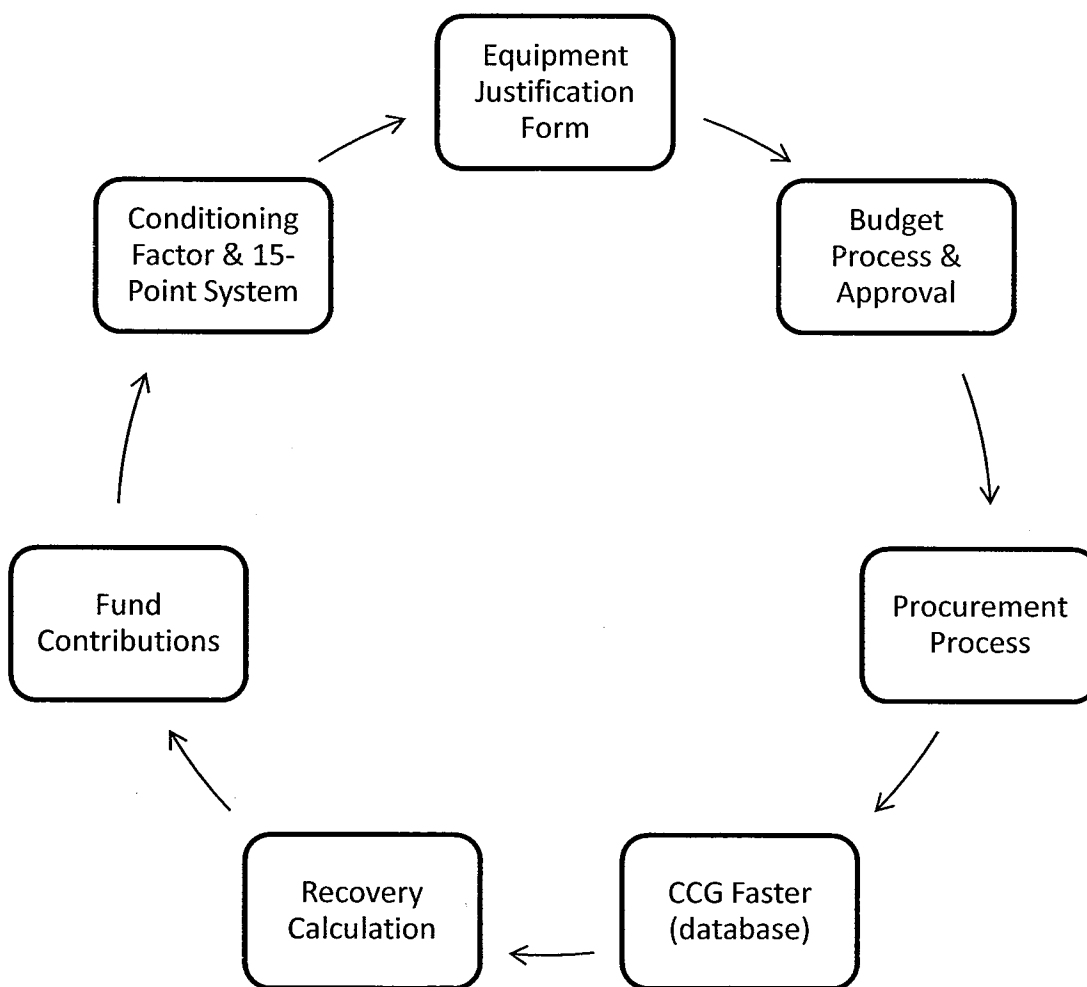 Equipment
Justification
Form
Budget
Process &
Approval
Procurement
Process
CCG Faster
(database)
Recovery
Calculation
Fund
Contributions
Conditioning
Factor & 15-
Point System